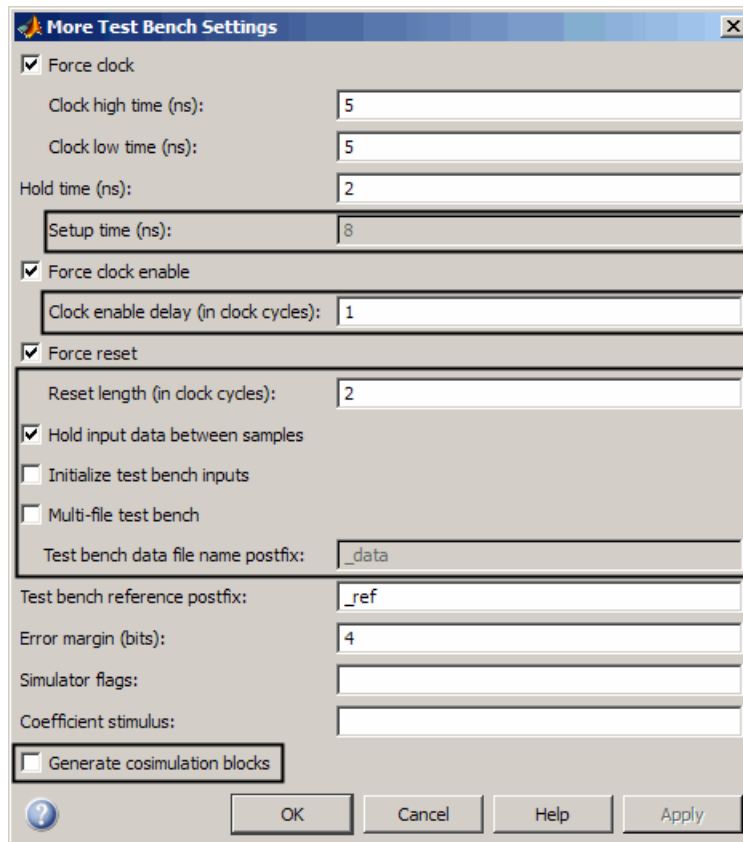 More Test Bench Settings
Force clock
Clock high time (ns): 5
Clock low time (ns): 5
Hold time (ns): 2
Setup time (ns): 8
Force clock enable
Clock enable delay (in clock cycles): 1
Force reset
Reset length (in clock cycles): 2
Hold input data between samples
Initialize test bench inputs
Multi-file test bench
Test bench data file name postfix: _data
Test bench reference postfix: _ref
Error margin (bits): 4
Simulator flags:
Coefficient stimulus:
Generate cosimulation blocks
? OK Cancel Help Apply